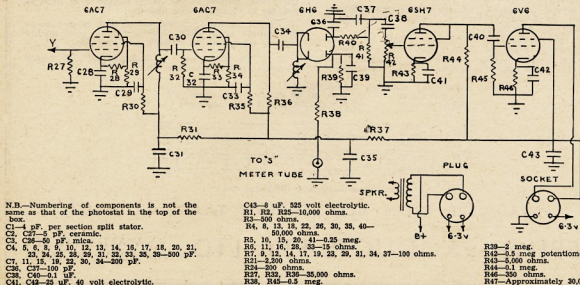 6AC7 6AC7 6H6 6SH7 6V6
C36 C37 C38
Y C30 C34 R40 C40
R27 C28 R28 R29 C29 R32 C32 R33 R34 C33 R41 R42 R44
R39 C39 R43 C41 R45 R46 C42
R30 R35 R36 R38
R31 R37
C31 C35 C43
TO "S"
METER TUBE
PLUG
SOCKET
SPKR.
B+ 6·3v 6·3v
N.B.—Numbering of components is not the
same as that of the photostat in the top of the
box.
C1—4 pF. per section split stator.
C2, C27—5 pF. ceramic.
C3, C26—50 pF. mica.
C4, 5, 6, 8, 9, 10, 12, 13, 14, 16, 17, 18, 20, 21,
23, 24, 25, 28, 29, 31, 32, 33, 35, 39—500 pF.
C7, 11, 15, 19, 22, 30, 34—200 pF.
C36, C37—100 pF.
C38, C40—0.1 uF.
C41, C42—25 uF. 40 volt electrolytic.
C43—8 uF. 525 volt electrolytic.
R1, R2, R25—10,000 ohms.
R3—500 ohms.
R4, 8, 13, 18, 22, 26, 30, 35, 40—
50,000 ohms.
R5, 10, 15, 20, 41—0.25 meg.
R6, 11, 16, 28, 33—15 ohms.
R7, 9, 12, 14, 17, 19, 23, 29, 31, 34, 37—100 ohms.
R21—2,200 ohms.
R24—200 ohms.
R27, R32, R36—35,000 ohms.
R38, R45—0.5 meg.
R39—2 meg.
R42—0.5 meg potentiom
R43—5,000 ohms.
R44—0.1 meg.
R46—350 ohms.
R47—Approximately 30,0